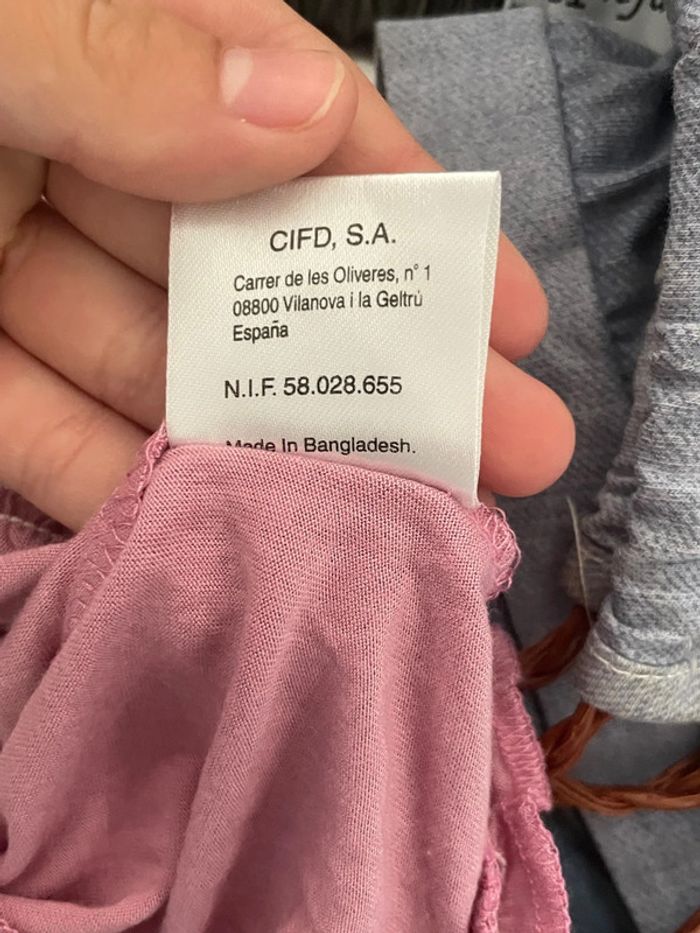 CIFD, S.A.
Carrer de les Oliveres, n° 1
08800 Vilanova i la Geltrú
España
N.I.F. 58.028.655
Made In Bangladesh.